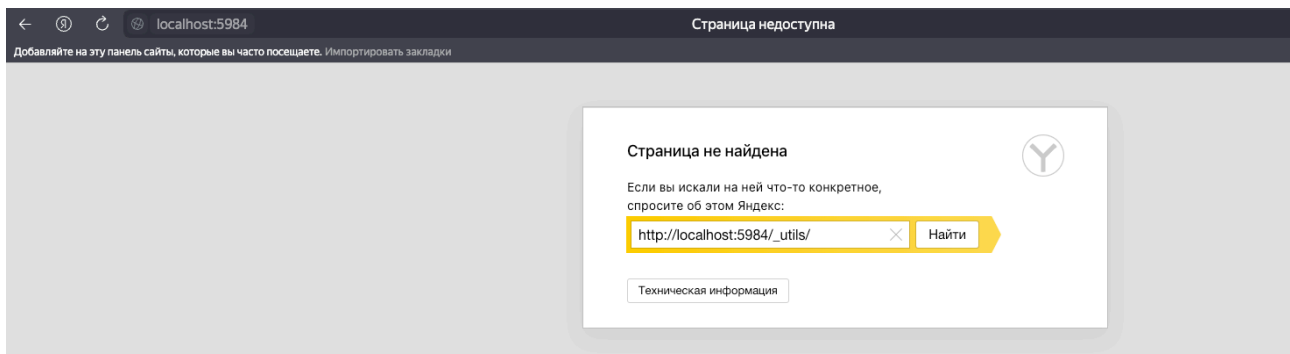 localhost:5984 Страница недоступна
Добавляйте на эту панель сайты, которые вы часто посещаете. Импортировать закладки
Страница не найдена
Если вы искали на ней что-то конкретное,
спросите об этом Яндекс:
http://localhost:5984/_utils/ Найти
Техническая информация